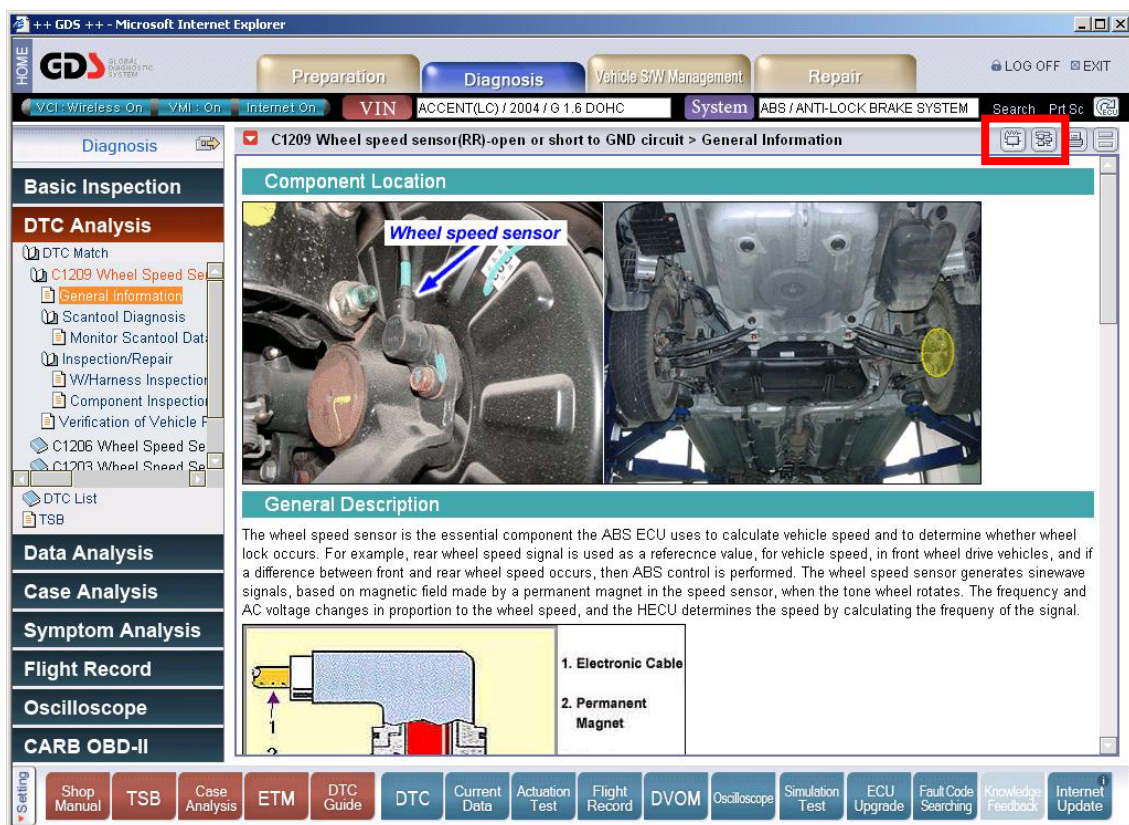 ++ GDS ++ - Microsoft Internet Explorer
HOME
GDS GLOBAL DIAGNOSTIC SYSTEM
Preparation Diagnosis Vehicle S/W Management Repair
LOG OFF EXIT
VCI : Wireless On VMI : On Internet On VIN ACCENT(LC) / 2004 / G 1.6 DOHC System ABS / ANTI-LOCK BRAKE SYSTEM Search Prt Sc ECU
Diagnosis
C1209 Wheel speed sensor(RR)-open or short to GND circuit > General Information
Basic Inspection
DTC Analysis
DTC Match
C1209 Wheel Speed Se
General Information
Scantool Diagnosis
Monitor Scantool Data
Inspection/Repair
W/Harness Inspection
Component Inspection
Verification of Vehicle R
C1206 Wheel Speed Se
C1203 Wheel Speed Se
DTC List
TSB
Data Analysis
Case Analysis
Symptom Analysis
Flight Record
Oscilloscope
CARB OBD-II
Component Location
Wheel speed sensor
General Description
The wheel speed sensor is the essential component the ABS ECU uses to calculate vehicle speed and to determine whether wheel
lock occurs. For example, rear wheel speed signal is used as a referecnce value, for vehicle speed, in front wheel drive vehicles, and if
a difference between front and rear wheel speed occurs, then ABS control is performed. The wheel speed sensor generates sinewave
signals, based on magnetic field made by a permanent magnet in the speed sensor, when the tone wheel rotates. The frequency and
AC voltage changes in proportion to the wheel speed, and the HECU determines the speed by calculating the frequeny of the signal.
1
2
1. Electronic Cable
2. Permanent
Magnet
Setting
Shop Manual
TSB
Case Analysis
ETM
DTC Guide
DTC
Current Data
Actuation Test
Flight Record
DVOM
Oscilloscope
Simulation Test
ECU Upgrade
Fault Code Searching
Knowledge Feedback
Internet Update